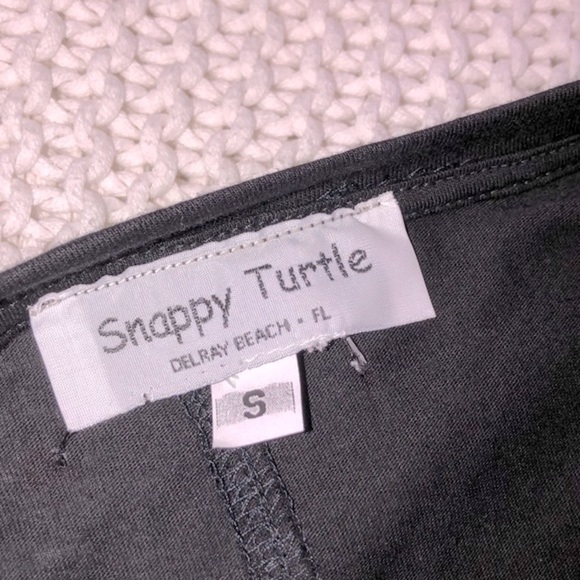 Snappy Turtle
DELRAY BEACH · FL
S